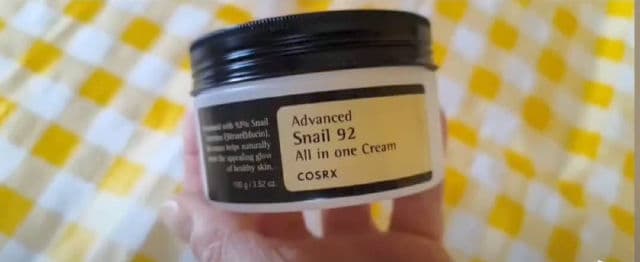 with 92% Snail
helps naturally
the appealing glow
of healthy skin.
100 g / 3.52 oz.
Advanced
Snail 92
All in one Cream
COSRX